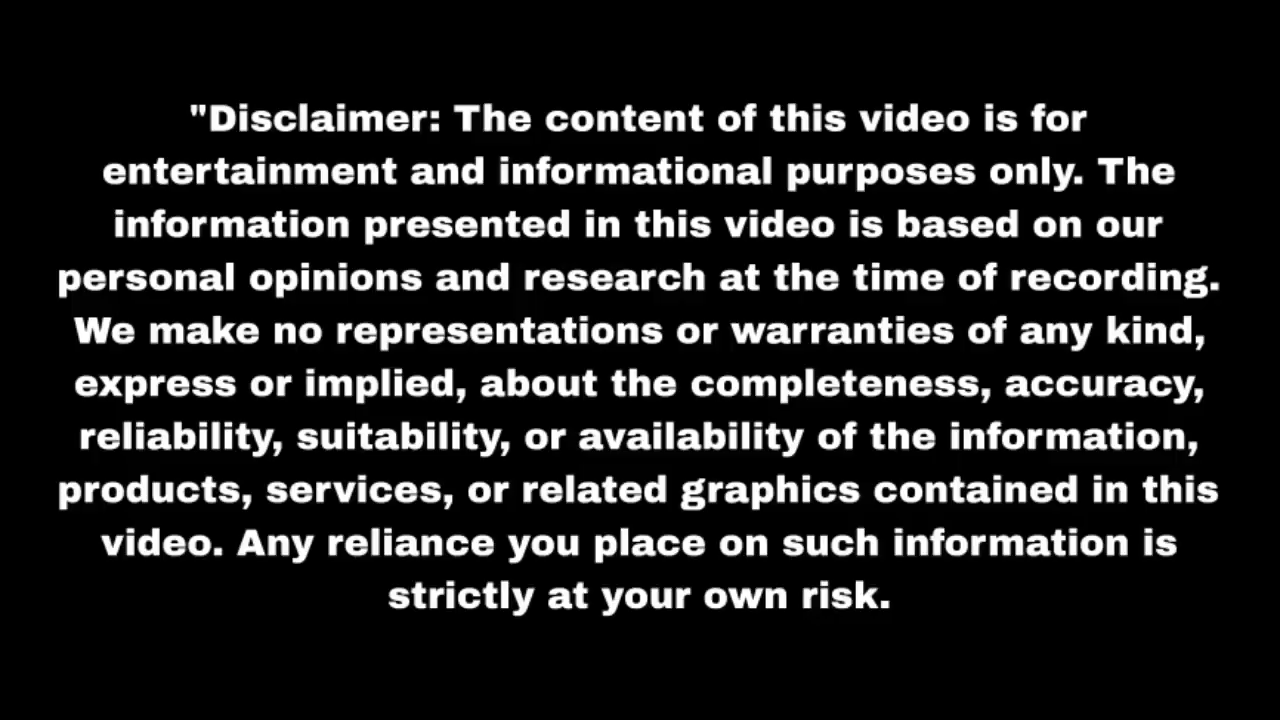 "Disclaimer: The content of this video is for
entertainment and informational purposes only. The
information presented in this video is based on our
personal opinions and research at the time of recording.
We make no representations or warranties of any kind,
express or implied, about the completeness, accuracy,
reliability, suitability, or availability of the information,
products, services, or related graphics contained in this
video. Any reliance you place on such information is
strictly at your own risk.